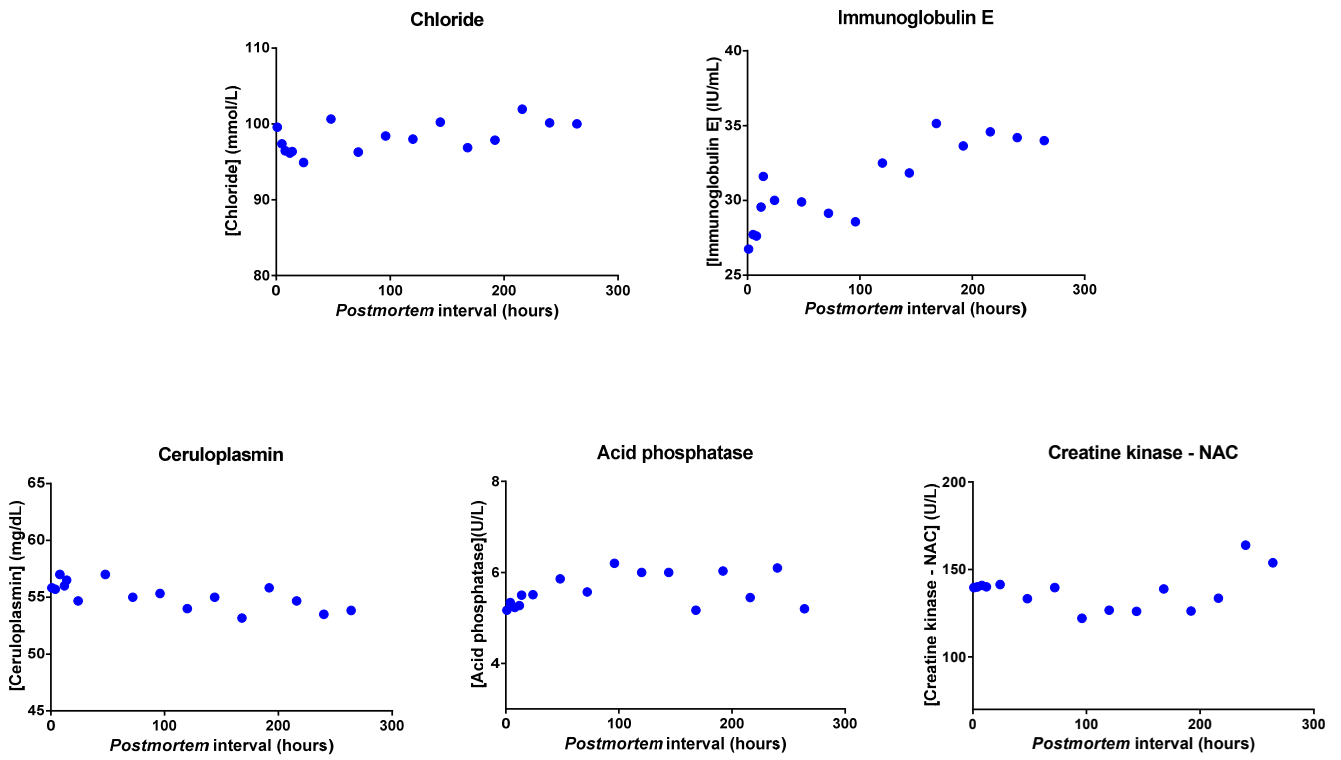 Chloride
[Chloride] (mmol/L)
110
100
90
80
0
100
200
300
Postmortem interval (hours)
Immunoglobulin E
[Immunoglobulin E] (IU/mL)
40
35
30
25
0
100
200
300
Postmortem interval (hours)
Ceruloplasmin
[Ceruloplasmin] (mg/dL)
65
60
55
50
45
0
100
200
300
Postmortem interval (hours)
Acid phosphatase
[Acid phosphatase](U/L)
8
6
4
0
100
200
300
Postmortem interval (hours)
Creatine kinase - NAC
[Creatine kinase - NAC] (U/L)
200
150
100
0
100
200
300
Postmortem interval (hours)